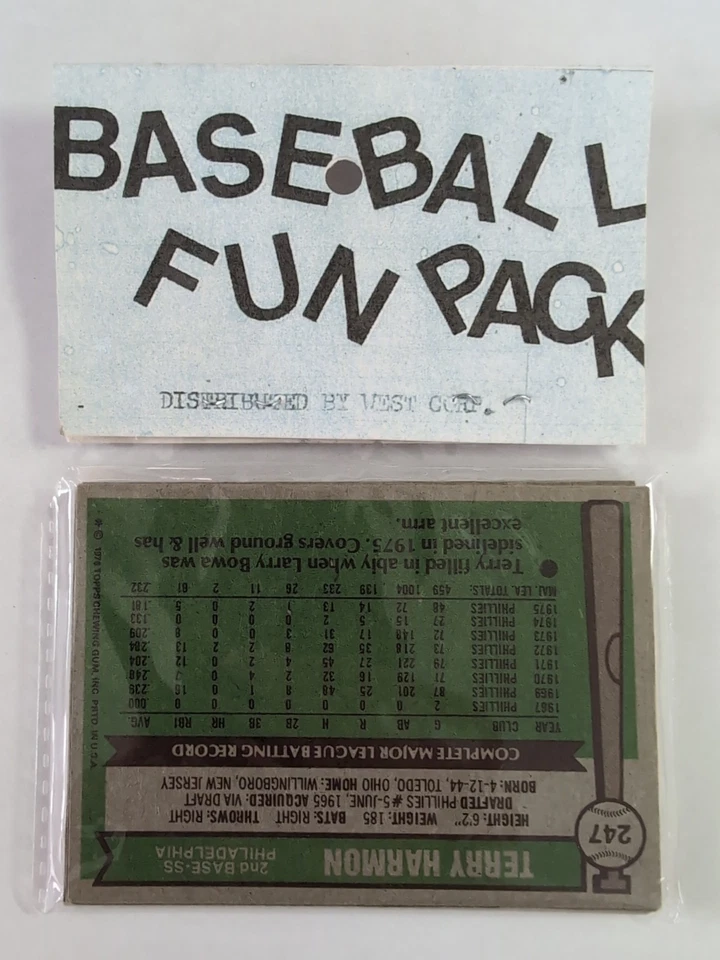 BASEBALL
FUN PACK
DISTRIBUTED BY WEST CORP.
TERRY HARMON
2nd BASE-SS
PHILADELPHIA
247
HEIGHT: 6'2" WEIGHT: 185 BATS: RIGHT THROWS: RIGHT
DRAFTED PHILLIES #5-JUNE, 1965 ACQUIRED: VIA DRAFT
BORN: 4-12-44, TOLEDO, OHIO HOME: WILLINGBORO, NEW JERSEY
COMPLETE MAJOR LEAGUE BATTING RECORD
YEAR CLUB G AB R H 2B 3B HR RBI AVG.
1967 PHILLIES 2 0 0 0 0 0 0 0 .000
1969 PHILLIES 87 201 25 48 8 1 0 16 .239
1970 PHILLIES 71 129 16 32 2 4 0 7 .248
1971 PHILLIES 79 221 27 45 4 2 0 12 .204
1972 PHILLIES 73 218 35 62 8 2 2 13 .284
1973 PHILLIES 72 148 17 31 3 0 0 8 .209
1974 PHILLIES 27 15 5 2 0 0 0 0 .133
1975 PHILLIES 48 72 14 13 1 2 0 5 .181
MAJ. LEA. TOTALS: 459 1004 139 233 26 11 2 61 .232
Terry filled in ably when Larry Bowa was
sidelined in 1975. Covers ground well & has
excellent arm.
© 1976 TOPPS CHEWING GUM, INC. PRTD. IN U.S.A.